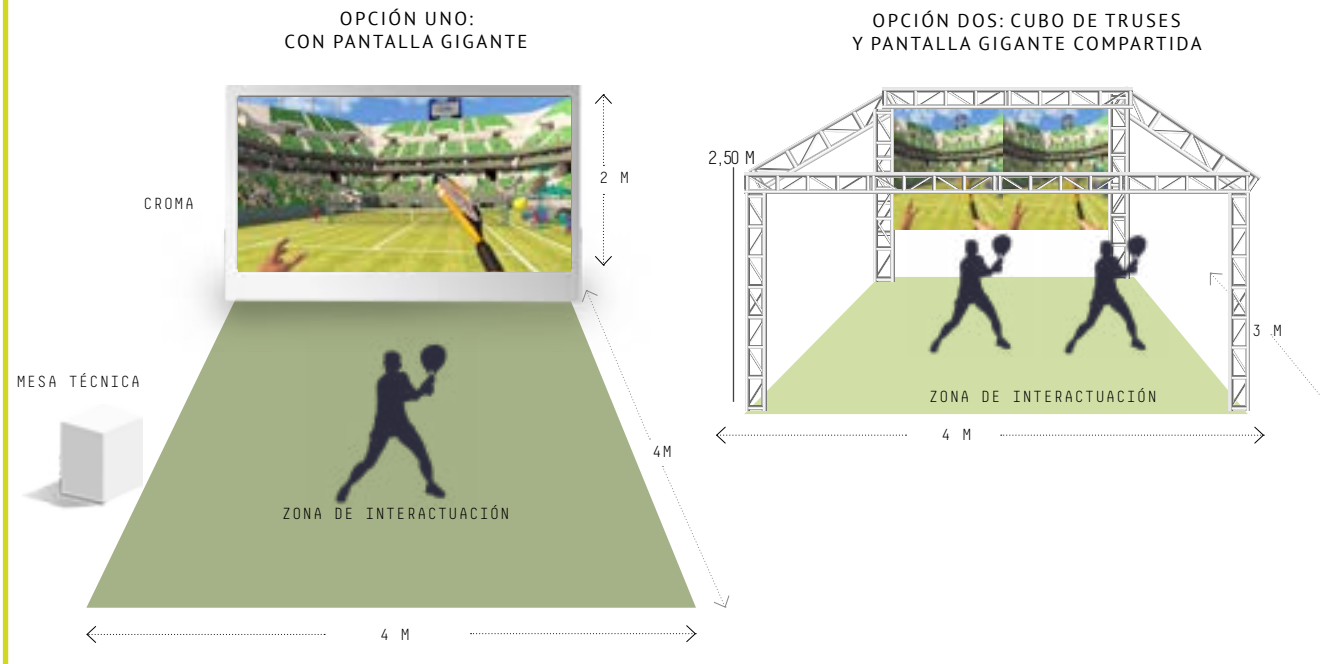 OPCIÓN UNO:
CON PANTALLA GIGANTE
2 M
CROMA
MESA TÉCNICA
4M
ZONA DE INTERACTUACIÓN
4 M
OPCIÓN DOS: CUBO DE TRUSES
Y PANTALLA GIGANTE COMPARTIDA
2,50 M
3 M
ZONA DE INTERACTUACIÓN
4 M